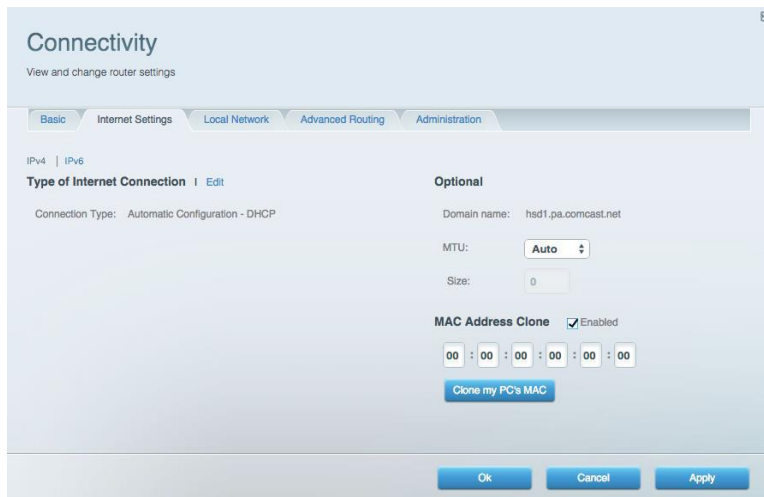 Connectivity
View and change router settings
Basic Internet Settings Local Network Advanced Routing Administration
IPv4 | IPv6
Type of Internet Connection | Edit
Connection Type: Automatic Configuration - DHCP
Optional
Domain name: hsd1.pa.comcast.net
MTU: Auto
Size: 0
MAC Address Clone Enabled
00 : 00 : 00 : 00 : 00 : 00
Clone my PC's MAC
Ok Cancel Apply